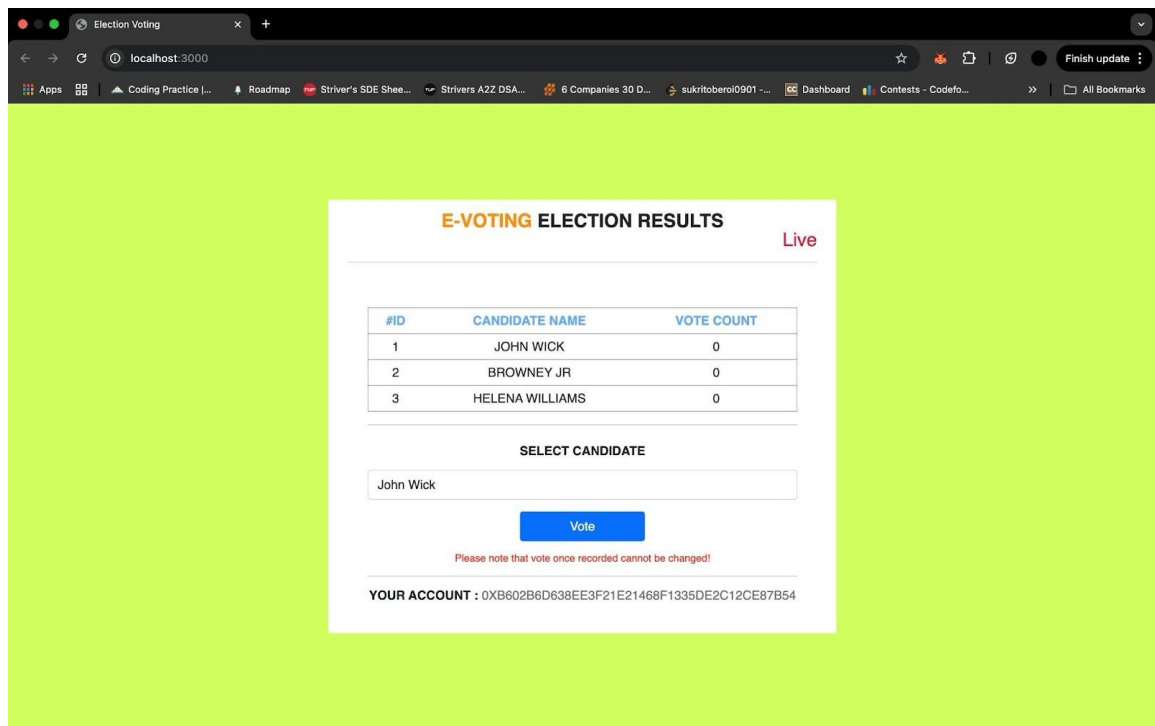 Election Voting
localhost:3000
Finish update
Apps Coding Practice |... Roadmap Striver's SDE Shee... Strivers A2Z DSA... 6 Companies 30 D... sukritoberoi0901 -... Dashboard Contests - Codefo... » All Bookmarks
E-VOTING ELECTION RESULTS
Live
#ID CANDIDATE NAME VOTE COUNT
1 JOHN WICK 0
2 BROWNEY JR 0
3 HELENA WILLIAMS 0
SELECT CANDIDATE
John Wick
Vote
Please note that vote once recorded cannot be changed!
YOUR ACCOUNT : 0XB602B6D638EE3F21E21468F1335DE2C12CE87B54